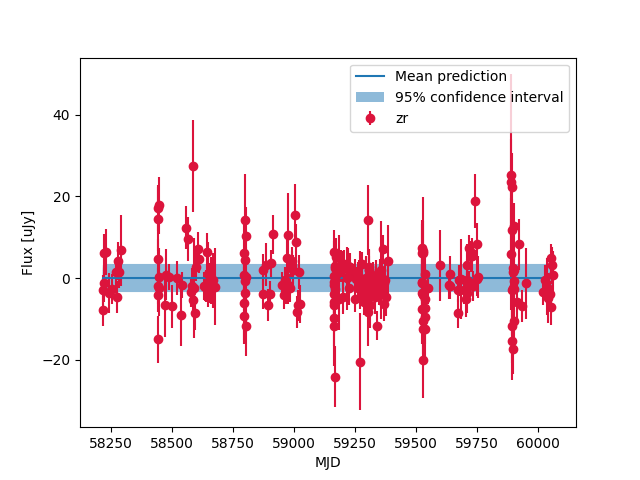 Mean prediction
95% confidence interval
zr
Flux [uJy]
40
20
0
−20
58250 58500 58750 59000 59250 59500 59750 60000
MJD